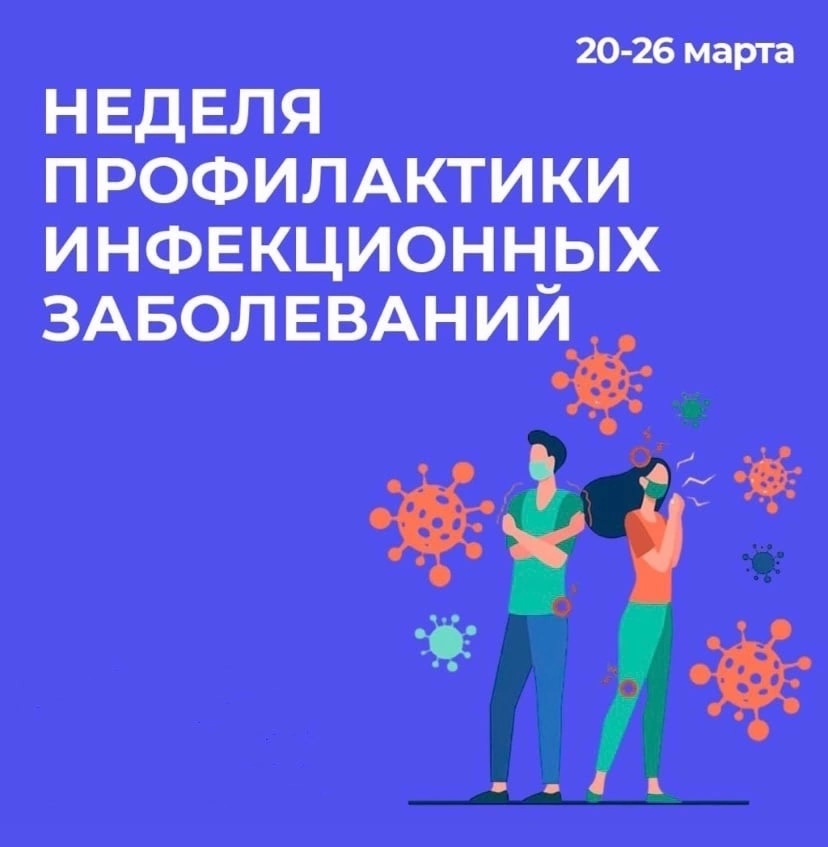 20-26 марта
НЕДЕЛЯ
ПРОФИЛАКТИКИ
ИНФЕКЦИОННЫХ
ЗАБОЛЕВАНИЙ